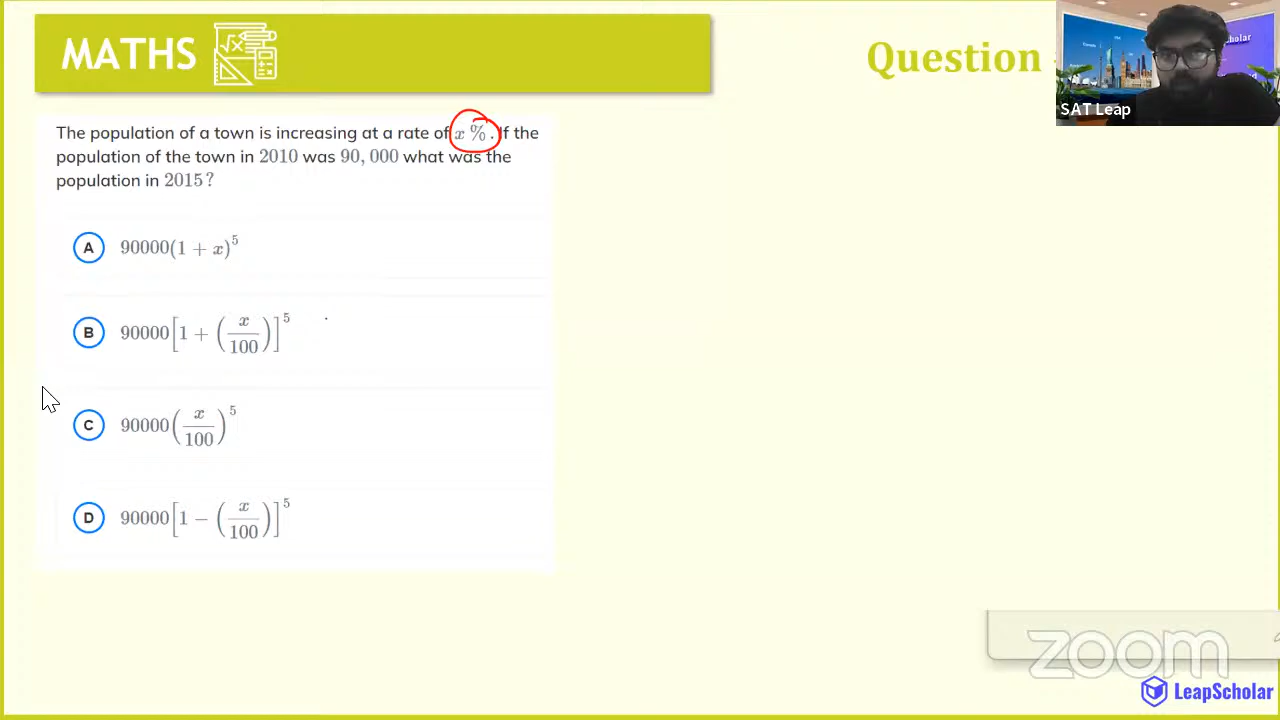 MATHS
Question
SAT Leap
The population of a town is increasing at a rate of x %. If the
population of the town in 2010 was 90, 000 what was the
population in 2015?
A 90000(1 + x)^5
B 90000[1 + (x/100)]^5
C 90000(x/100)^5
D 90000[1 − (x/100)]^5
zoom
LeapScholar